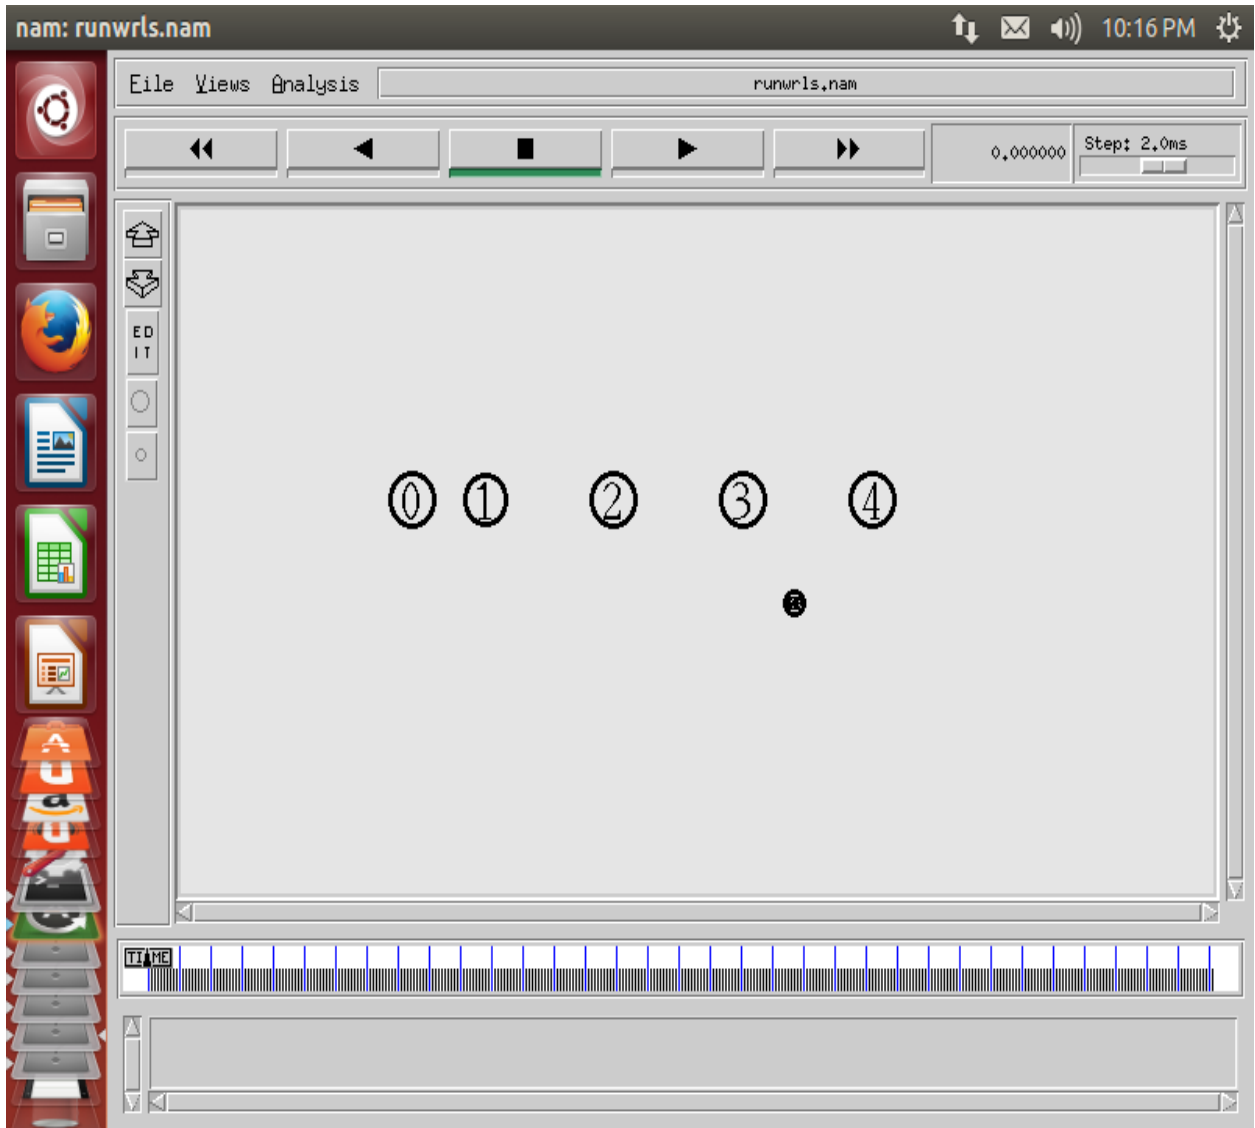 nam: runwrls.nam
10:16 PM
File Views Analysis
runwrls.nam
0.000000
Step: 2.0ms
ED
IT
0 1 2 3 4
TIME